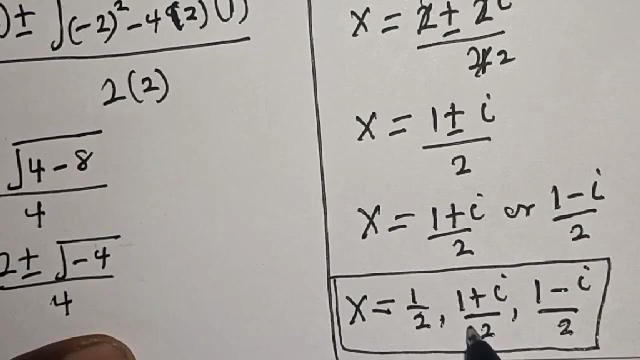 ) ± √(-2)² - 4(2)(1)
2(2)
√4 - 8
4
2 ± √-4
4
x = 2 ± 2i
2
x = 1 ± i
2
x = 1+i or 1-i
2 2
x = 1/2, 1+i/2, 1-i/2